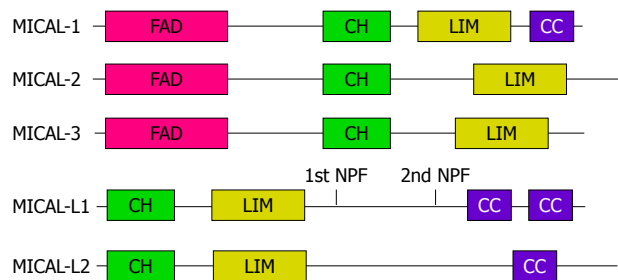 MICAL-1 FAD CH LIM CC
MICAL-2 FAD CH LIM
MICAL-3 FAD CH LIM
1st NPF 2nd NPF
MICAL-L1 CH LIM CC CC
MICAL-L2 CH LIM CC